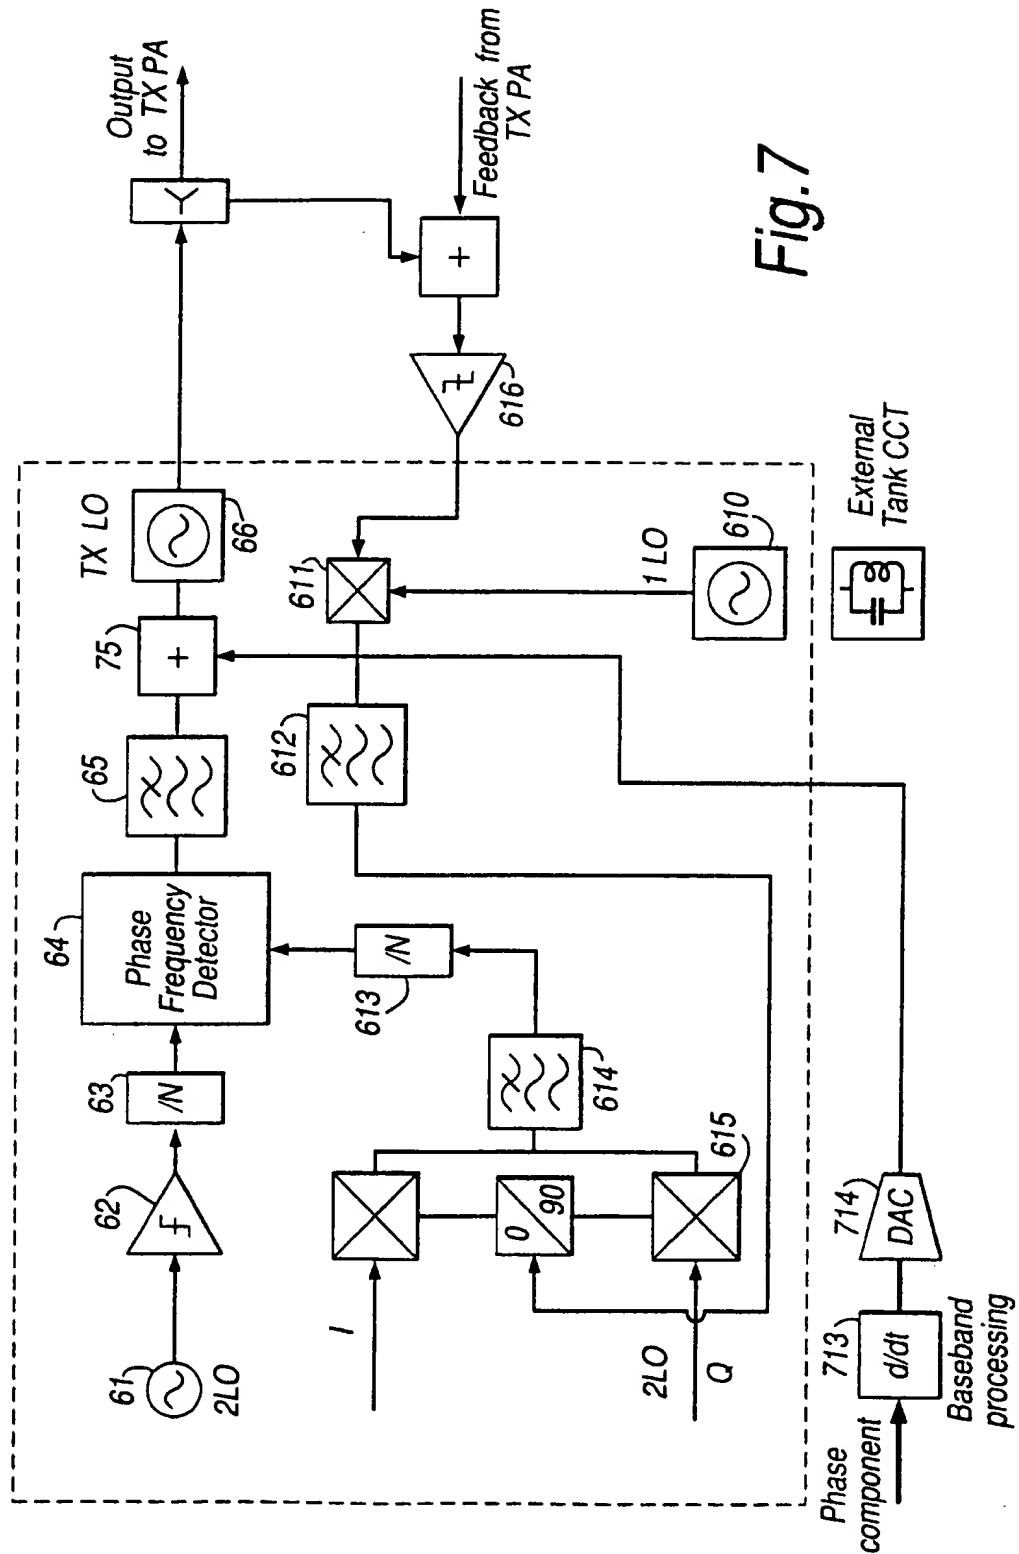 61
2LO
62
63
/N
64
Phase
Frequency
Detector
65
75
+
TX LO
66
Output
to TX PA
Feedback from
TX PA
+
616
611
612
1 LO
610
/N
613
614
I
0
90
615
2LO
Q
Phase
component
713
d/dt
Baseband
processing
714
DAC
External
Tank CCT
Fig.7